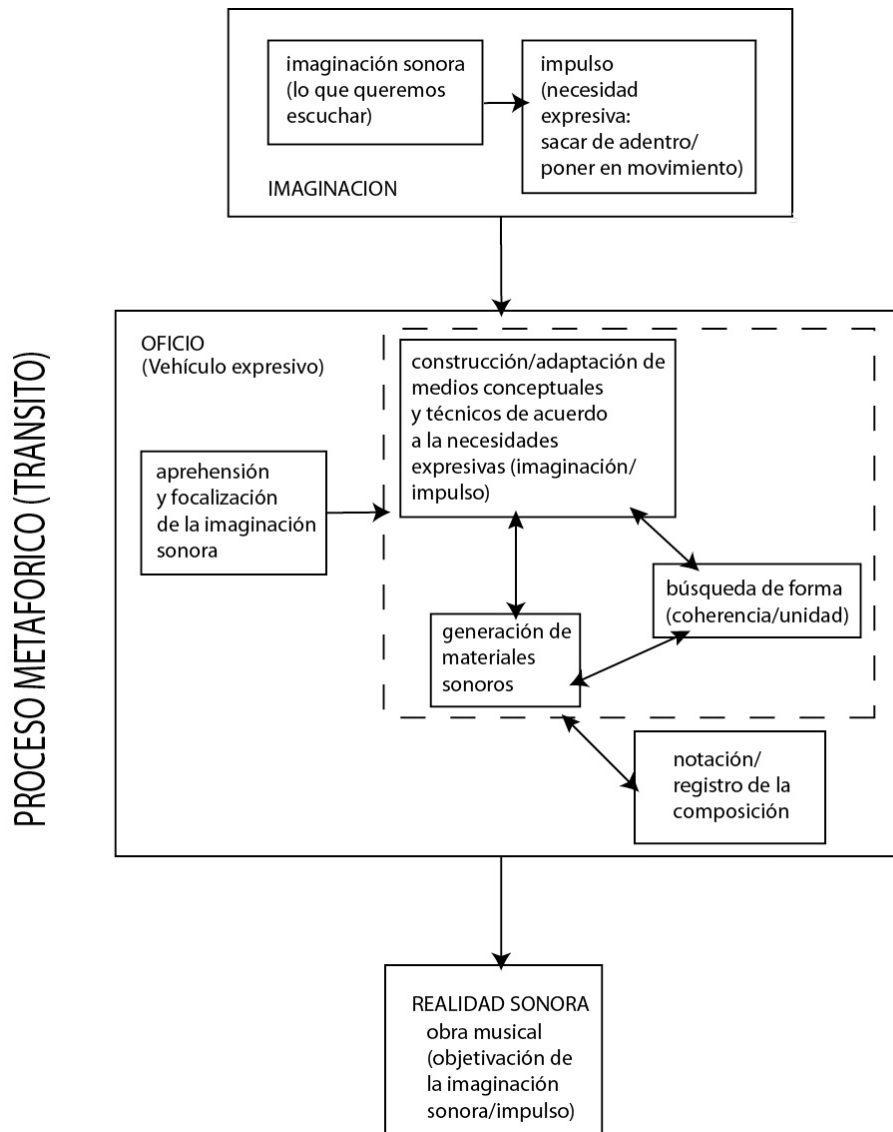 imaginación sonora
(lo que queremos
escuchar)
impulso
(necesidad
expresiva:
sacar de adentro/
poner en movimiento)
IMAGINACION
PROCESO METAFORICO (TRANSITO)
OFICIO
(Vehículo expresivo)
construcción/adaptación de
medios conceptuales
y técnicos de acuerdo
a la necesidades
expresivas (imaginación/
impulso)
aprehensión
y focalización
de la imaginación
sonora
búsqueda de forma
(coherencia/unidad)
generación de
materiales
sonoros
notación/
registro de la
composición
REALIDAD SONORA
obra musical
(objetivación de
la imaginación
sonora/impulso)